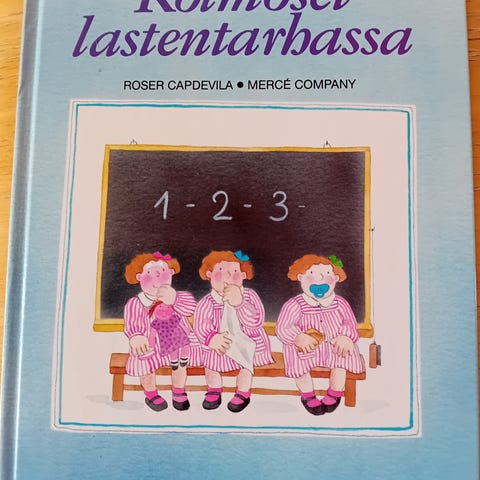 Kolmoset
lastentarhassa
ROSER CAPDEVILA ● MERCÉ COMPANY
1 - 2 - 3 -